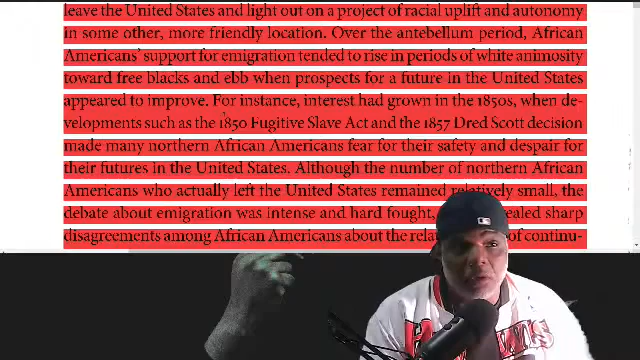 leave the United States and light out on a project of racial uplift and autonomy
in some other, more friendly location. Over the antebellum period, African
Americans' support for emigration tended to rise in periods of white animosity
toward free blacks and ebb when prospects for a future in the United States
appeared to improve. For instance, interest had grown in the 1850s, when de-
velopments such as the 1850 Fugitive Slave Act and the 1857 Dred Scott decision
made many northern African Americans fear for their safety and despair for
their futures in the United States. Although the number of northern African
Americans who actually left the United States remained relatively small, the
debate about emigration was intense and hard fought, sharp
disagreements among African Americans about the of continu-